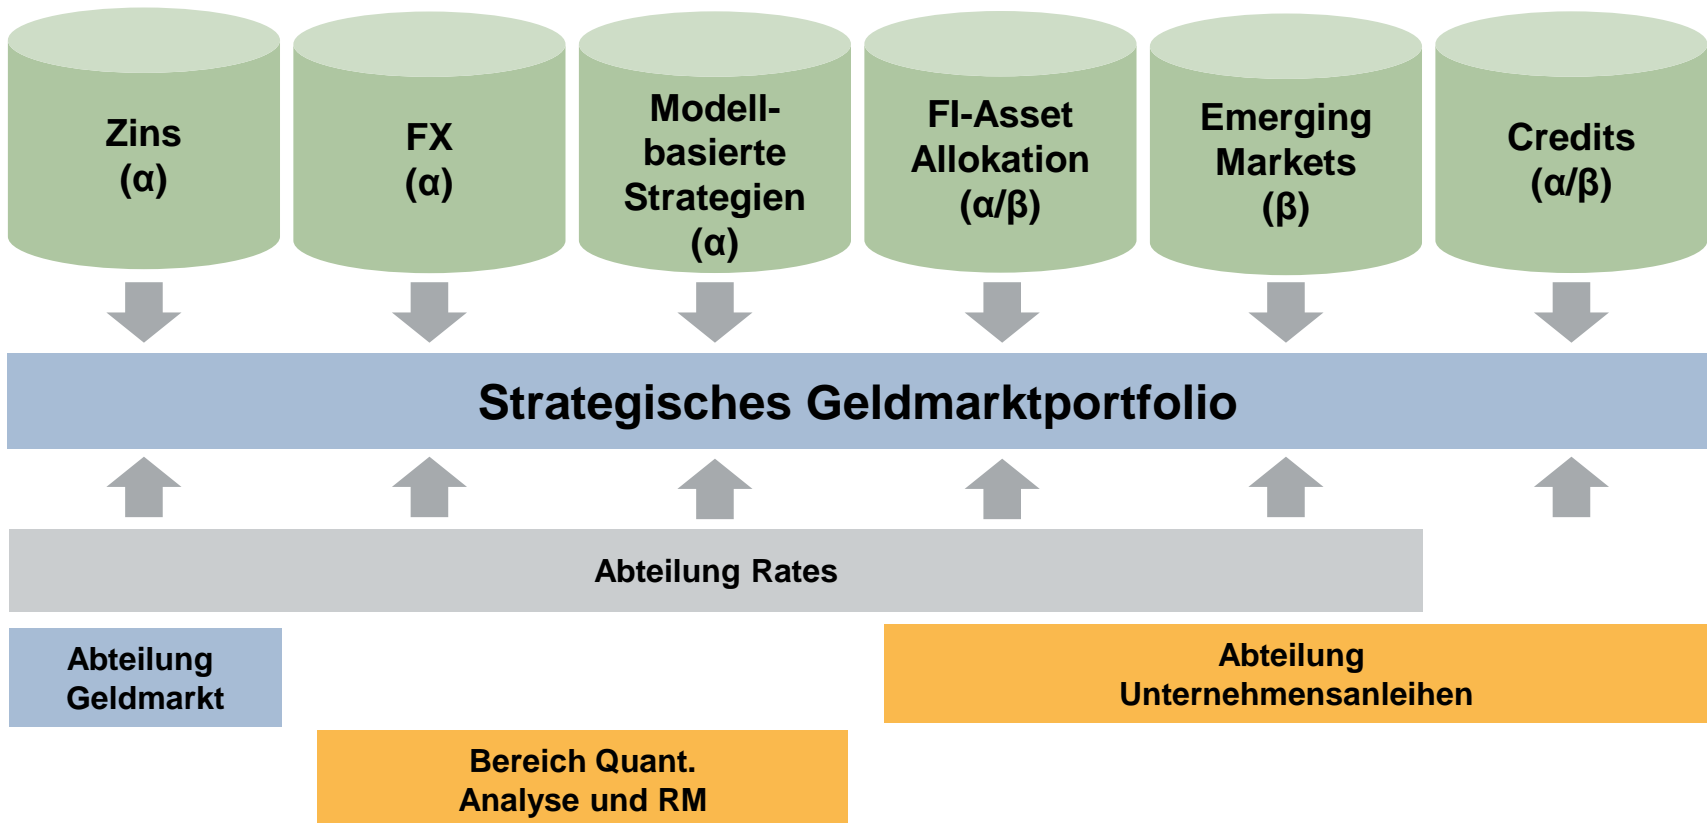 Zins
(α)
FX
(α)
Modell-
basierte
Strategien
(α)
FI-Asset
Allokation
(α/β)
Emerging
Markets
(β)
Credits
(α/β)
Strategisches Geldmarktportfolio
Abteilung Rates
Abteilung
Geldmarkt
Abteilung
Unternehmensanleihen
Bereich Quant.
Analyse und RM